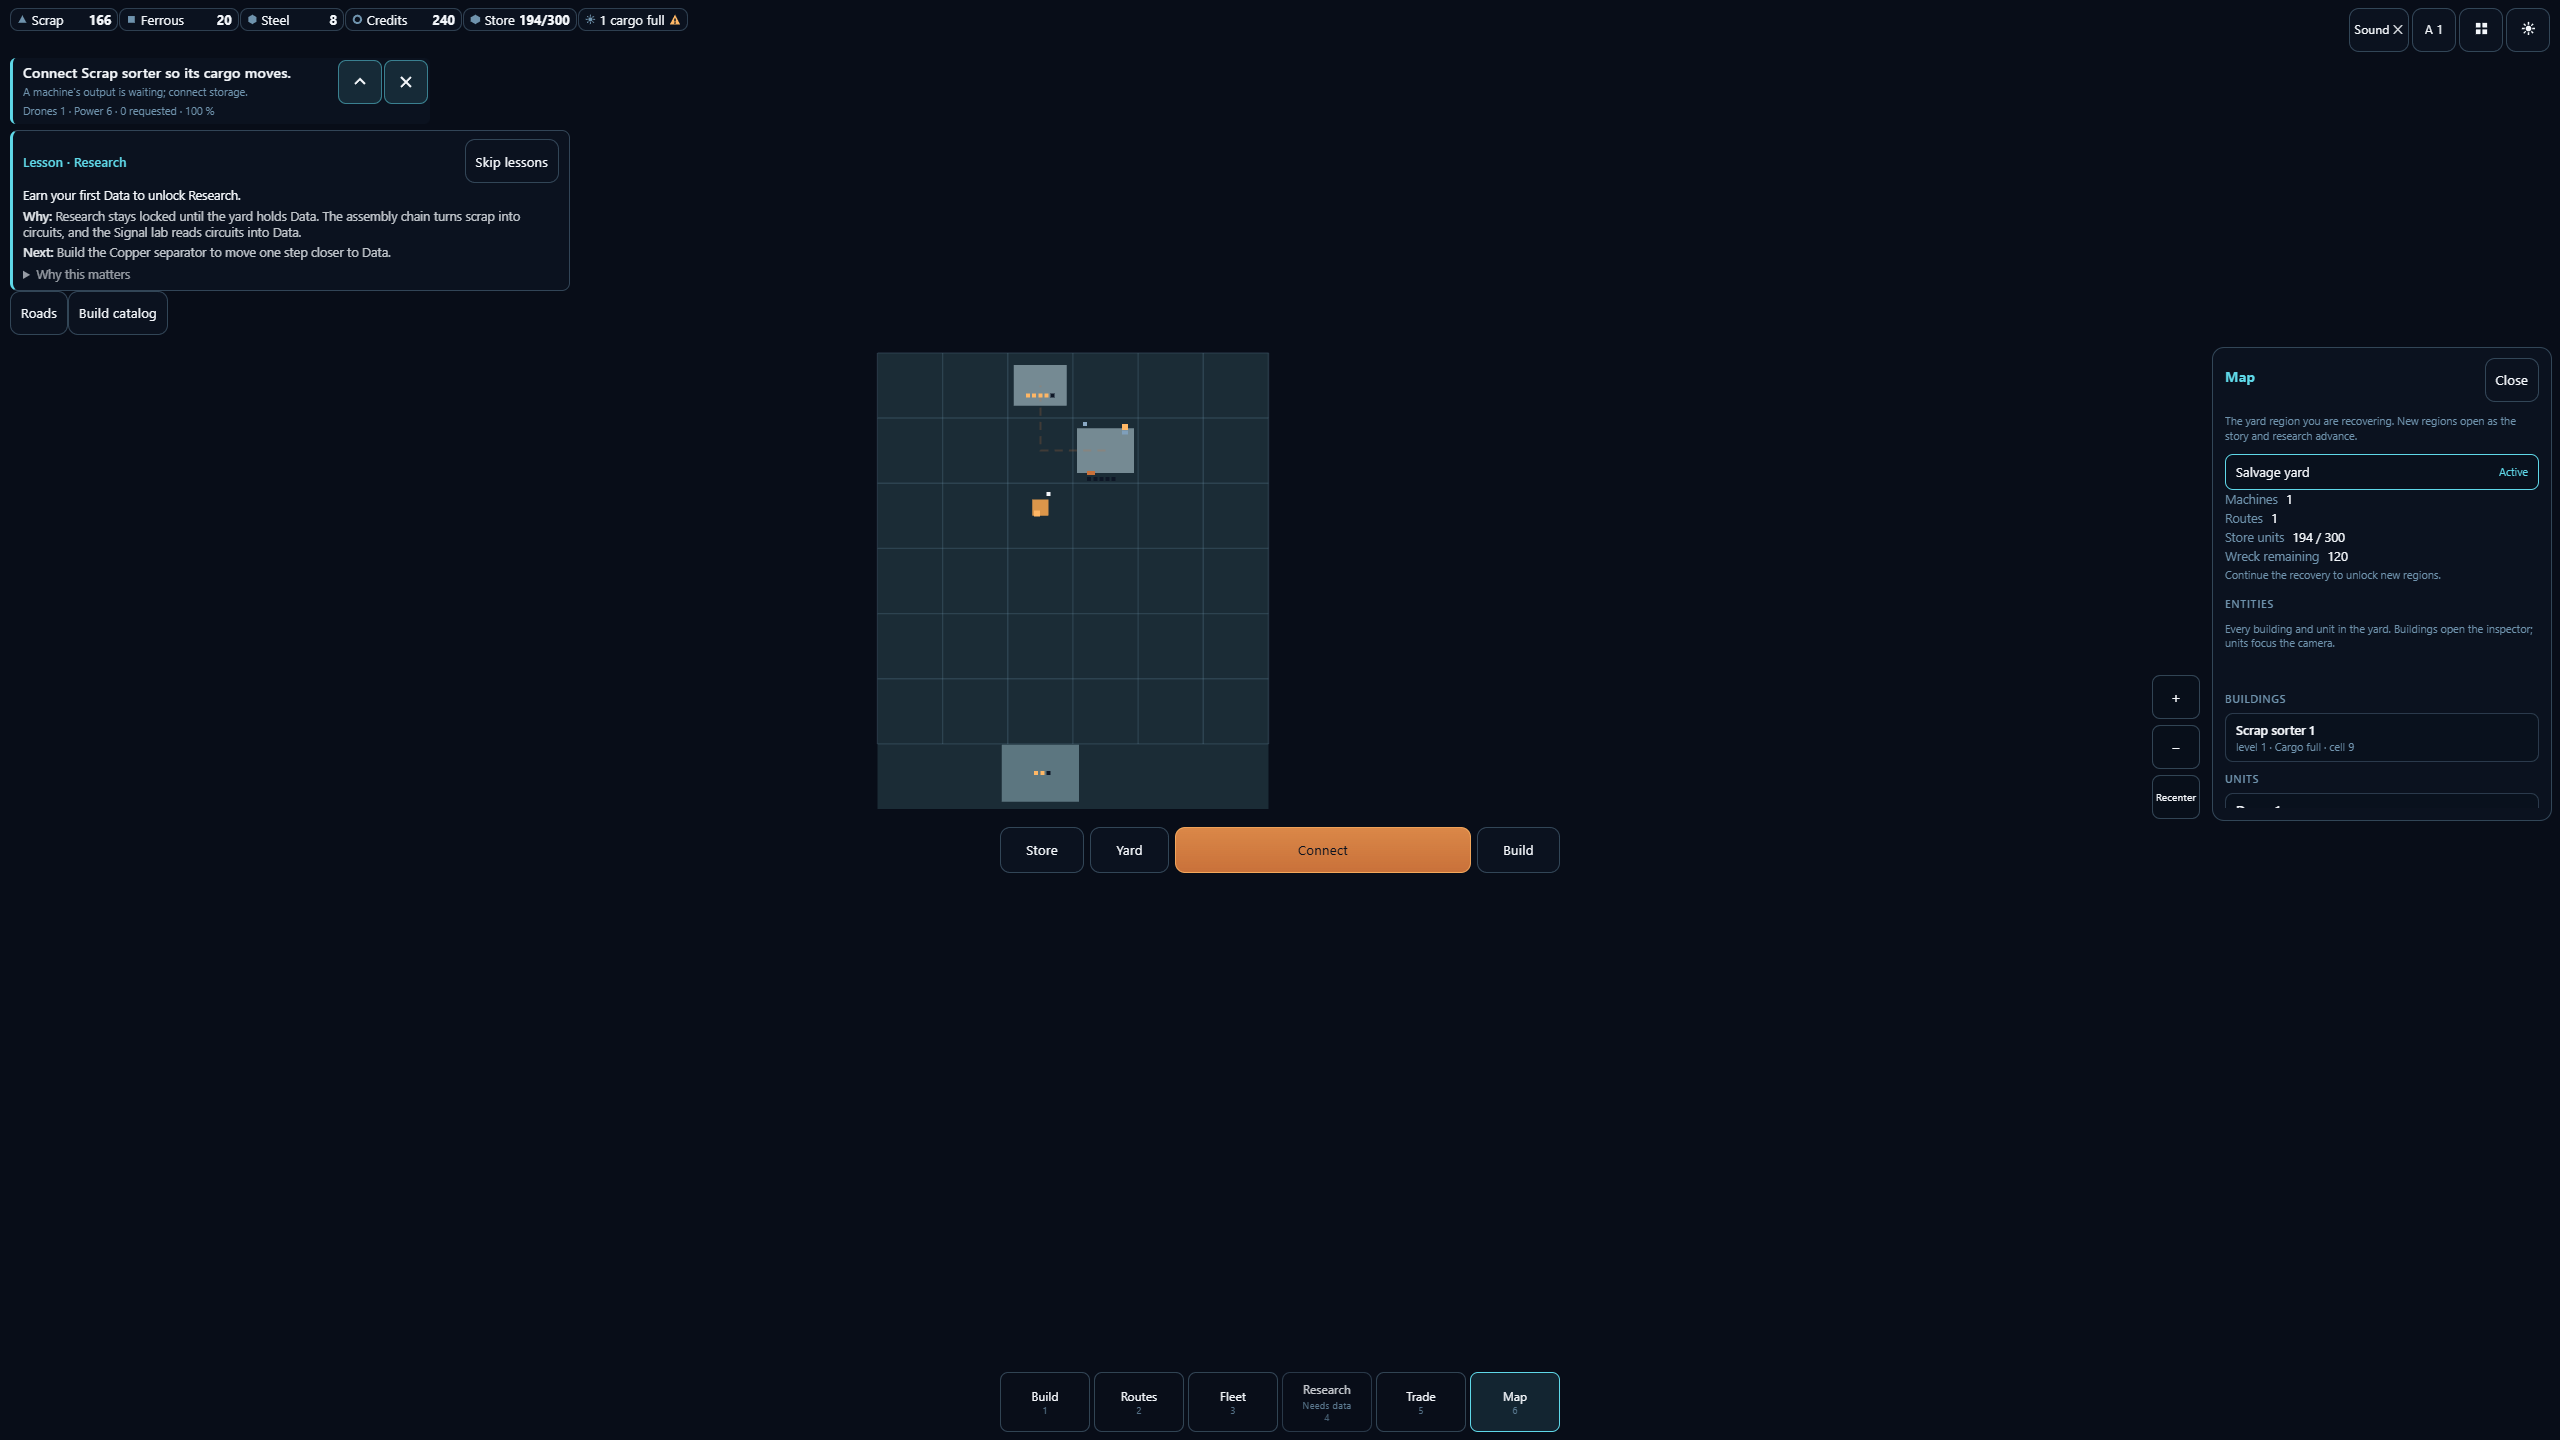 Scrap 166 Ferrous 20 Steel 8 Credits 240 Store 194/300 1 cargo full
Sound A 1
Connect Scrap sorter so its cargo moves.
A machine's output is waiting; connect storage.
Drones 1 · Power 6 · 0 requested · 100 %
Lesson · Research
Skip lessons
Earn your first Data to unlock Research.
Why: Research stays locked until the yard holds Data. The assembly chain turns scrap into
circuits, and the Signal lab reads circuits into Data.
Next: Build the Copper separator to move one step closer to Data.
Why this matters
Roads Build catalog
Map
Close
The yard region you are recovering. New regions open as the
story and research advance.
Salvage yard Active
Machines 1
Routes 1
Store units 194 / 300
Wreck remaining 120
Continue the recovery to unlock new regions.
ENTITIES
Every building and unit in the yard. Buildings open the inspector;
units focus the camera.
BUILDINGS
Scrap sorter 1
level 1 · Cargo full · cell 9
UNITS
+
−
Recenter
Store Yard Connect Build
Build
1
Routes
2
Fleet
3
Research
Needs data
4
Trade
5
Map
6